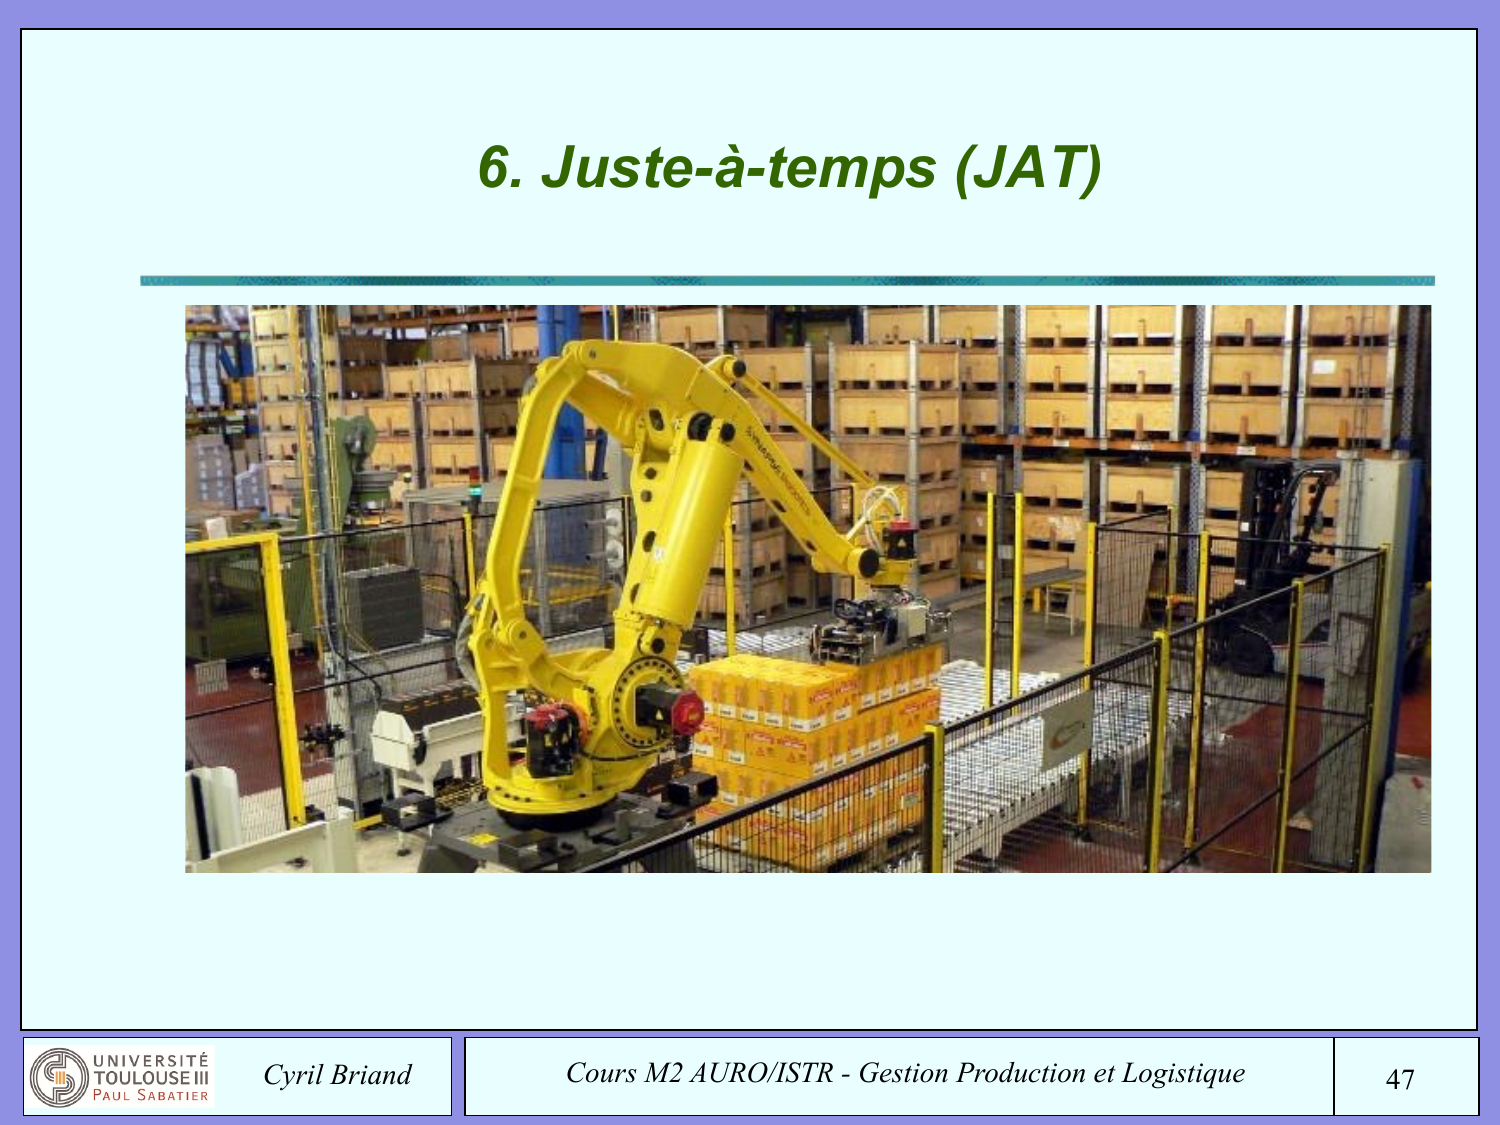 6. Juste-à-temps (JAT)
UNIVERSITÉ
TOULOUSE III
PAUL SABATIER
Cyril Briand
Cours M2 AURO/ISTR - Gestion Production et Logistique
47